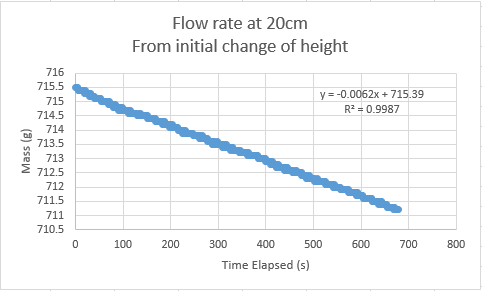 Flow rate at 20cm
From initial change of height
716
715.5
715
714.5
714
713.5
713
712.5
712
711.5
711
710.5
Mass (g)
y = -0.0062x + 715.39
R² = 0.9987
0 100 200 300 400 500 600 700 800
Time Elapsed (s)